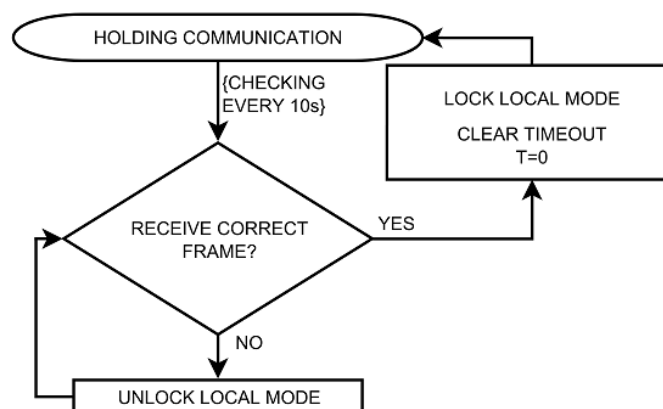 HOLDING COMMUNICATION
{CHECKING
EVERY 10s}
LOCK LOCAL MODE
CLEAR TIMEOUT
T=0
RECEIVE CORRECT
FRAME?
YES
NO
UNLOCK LOCAL MODE